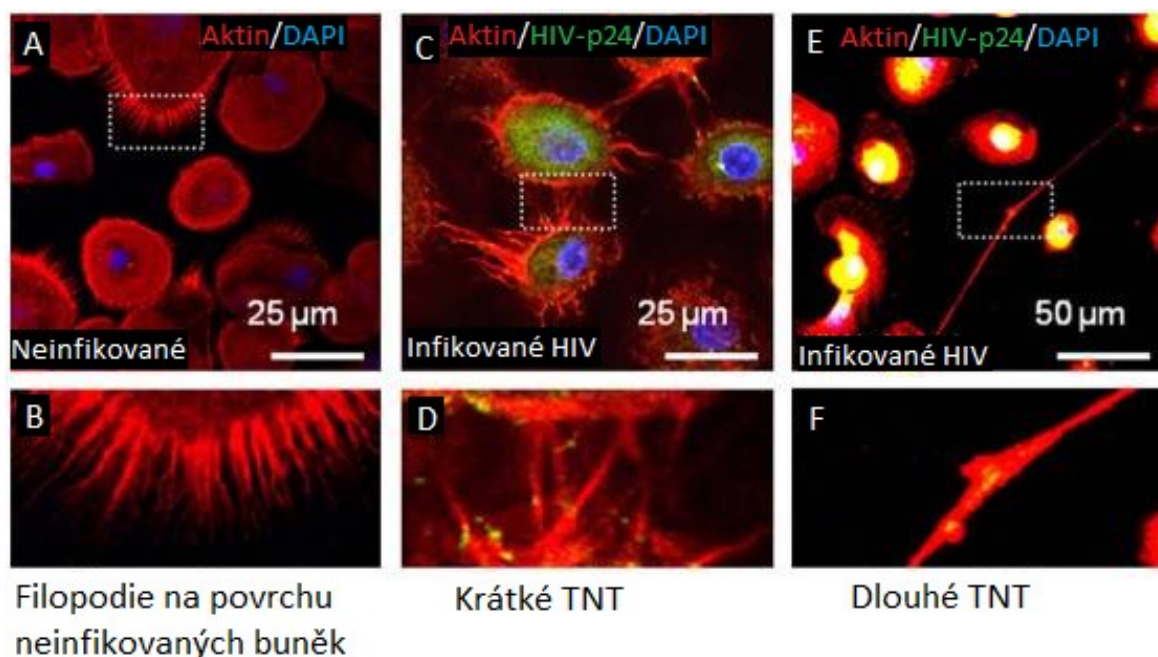 A
Aktin/DAPI
25 µm
Neinfikované
C
Aktin/HIV-p24/DAPI
25 µm
Infikované HIV
E
Aktin/HIV-p24/DAPI
50 µm
Infikované HIV
B
D
F
Filopodie na povrchu
neinfikovaných buněk
Krátké TNT
Dlouhé TNT